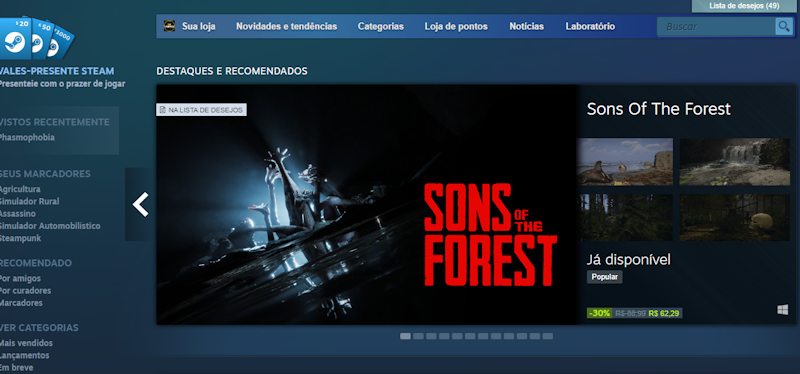 Lista de desejos (49)
$20
€50
Sua loja
Novidades e tendências
Categorias
Loja de pontos
Notícias
Laboratório
Buscar
VALES-PRESENTE STEAM
Presenteie com o prazer de jogar
DESTAQUES E RECOMENDADOS
VISTOS RECENTEMENTE
Phasmophobia
SEUS MARCADORES
Agricultura
Simulador Rural
Assassino
Simulador Automobilístico
Steampunk
RECOMENDADO
Por amigos
Por curadores
Marcadores
VER CATEGORIAS
Mais vendidos
Lançamentos
Em breve
NA LISTA DE DESEJOS
SONS
OF THE
FOREST
Sons Of The Forest
Já disponível
Popular
-30% R$ 88,99 R$ 62,29